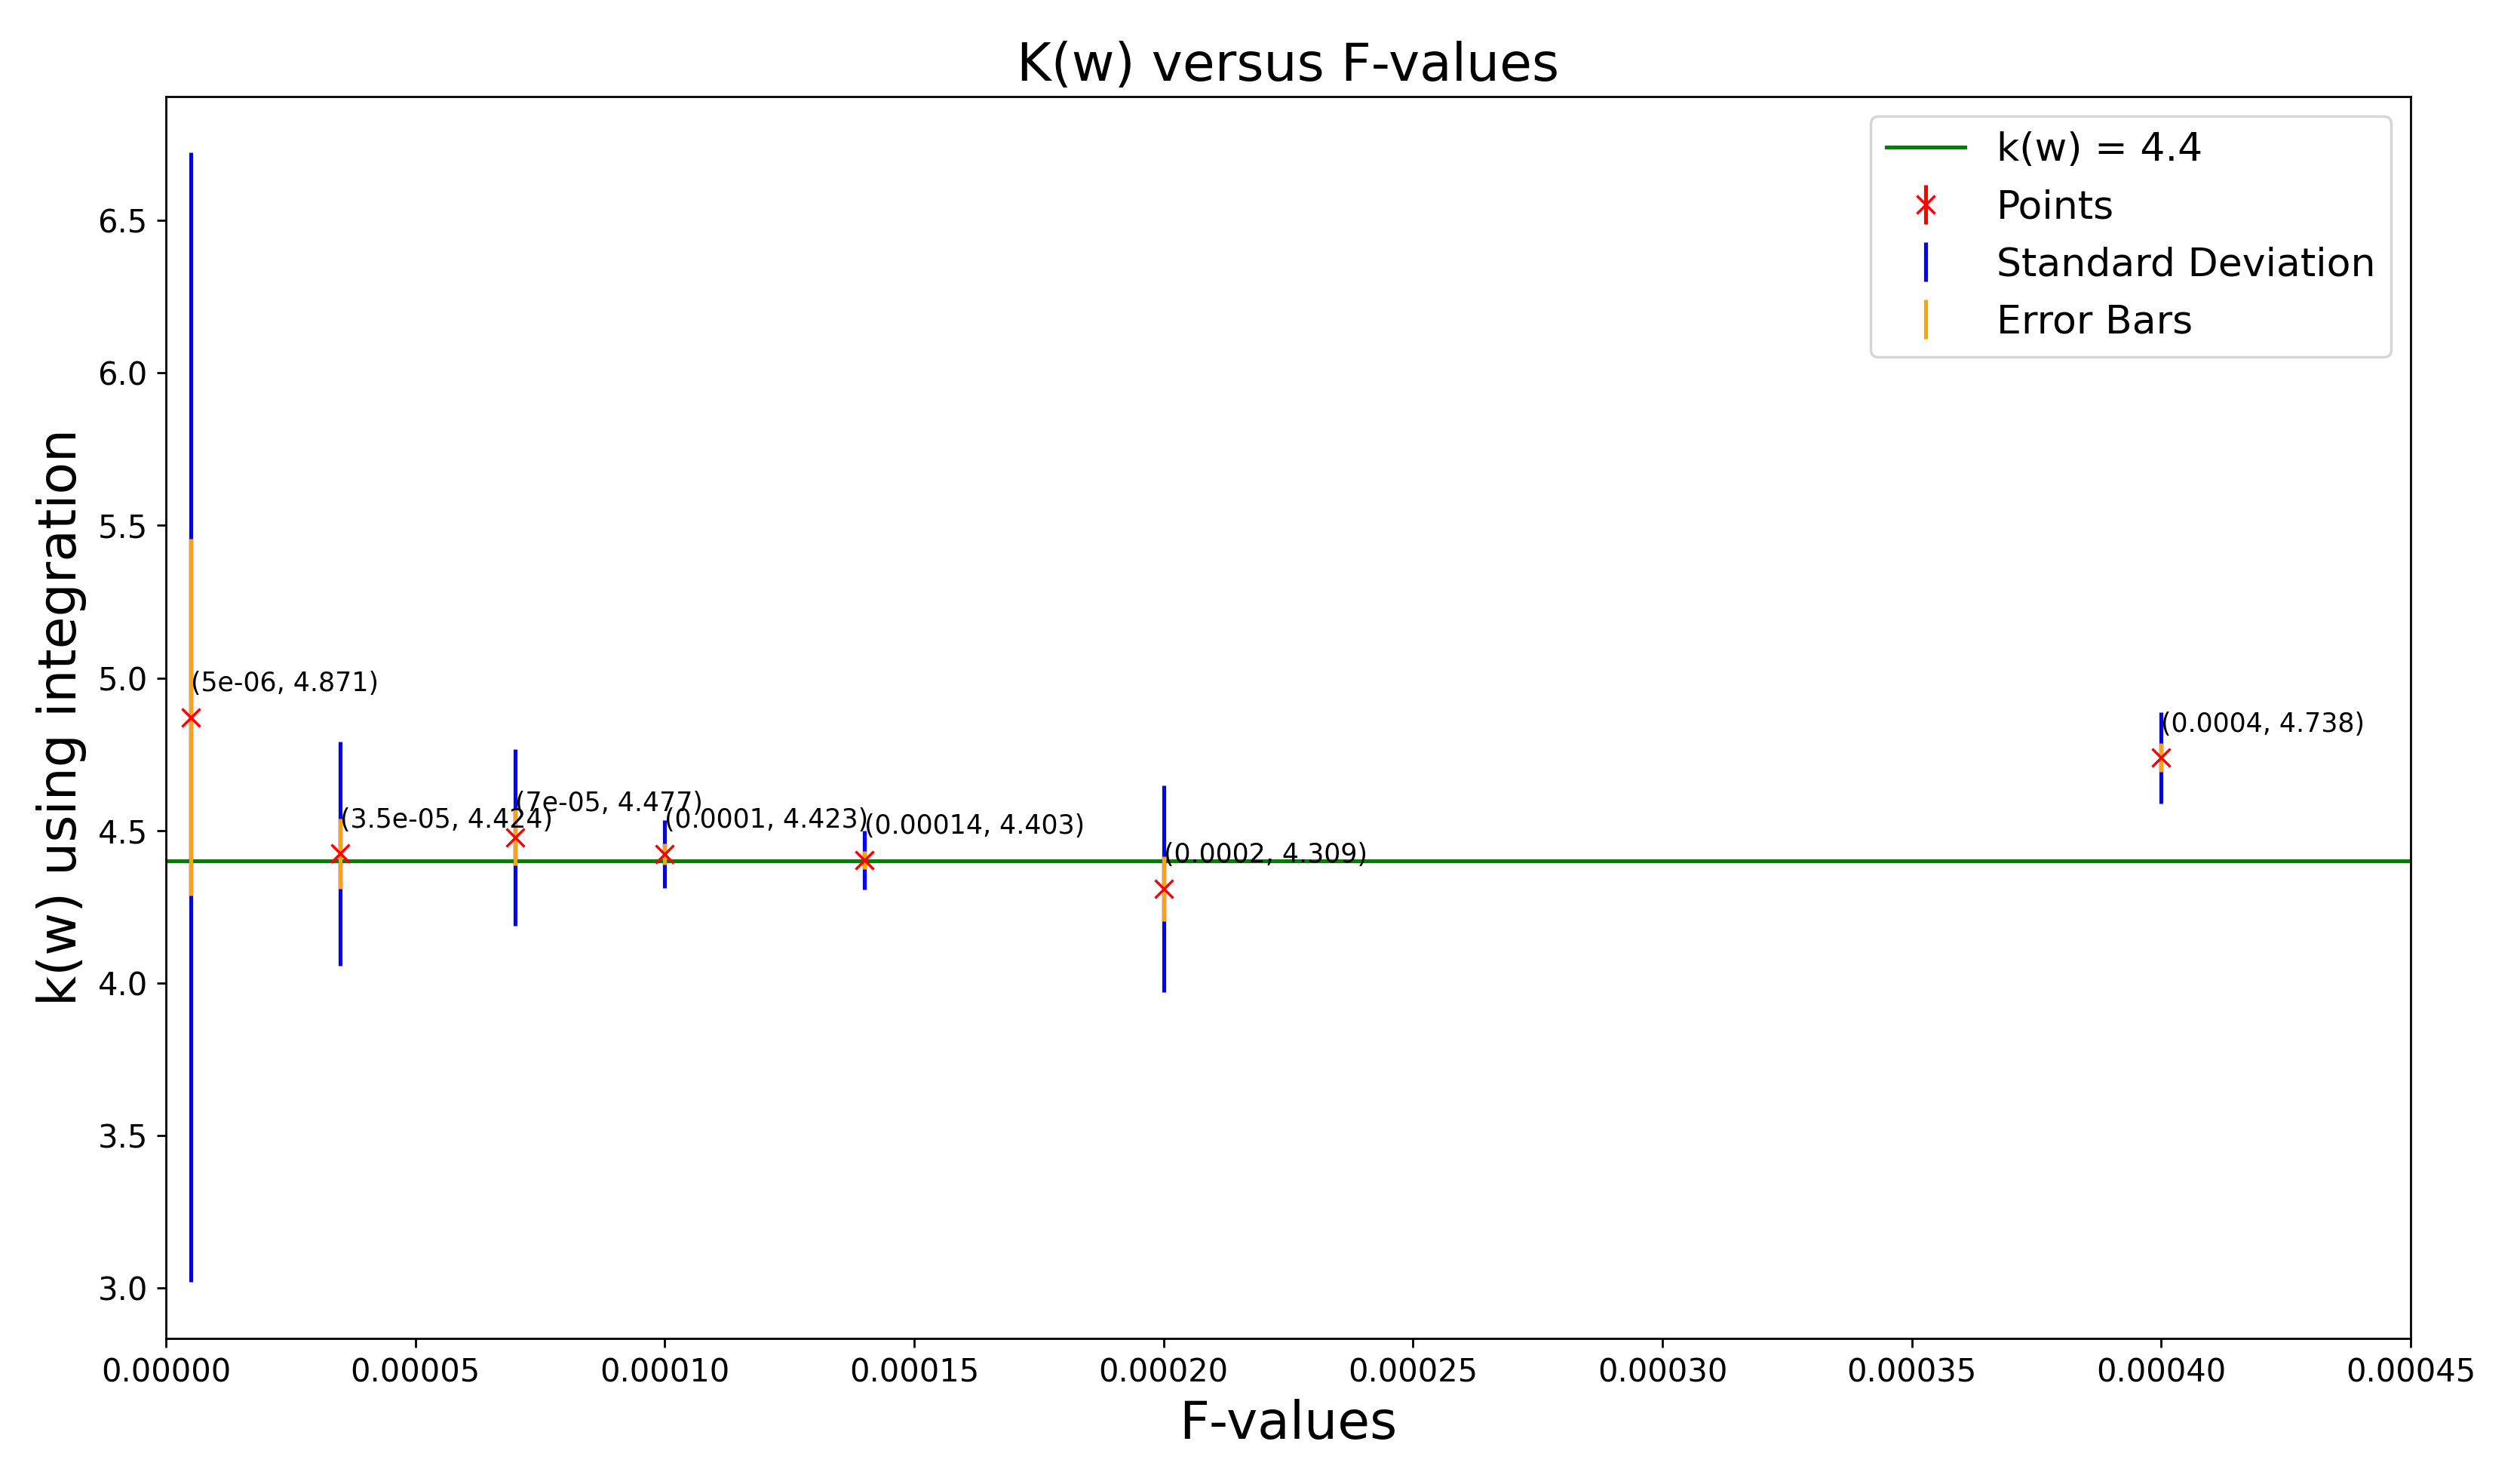 K(w) versus F-values
k(w) = 4.4
Points
Standard Deviation
Error Bars
k(w) using integration
6.5
6.0
5.5
5.0
4.5
4.0
3.5
3.0
(5e-06, 4.871)
(3.5e-05, 4.424)
(7e-05, 4.477)
(0.0001, 4.423)
(0.00014, 4.403)
(0.0002, 4.309)
(0.0004, 4.738)
0.00000 0.00005 0.00010 0.00015 0.00020 0.00025 0.00030 0.00035 0.00040 0.00045
F-values